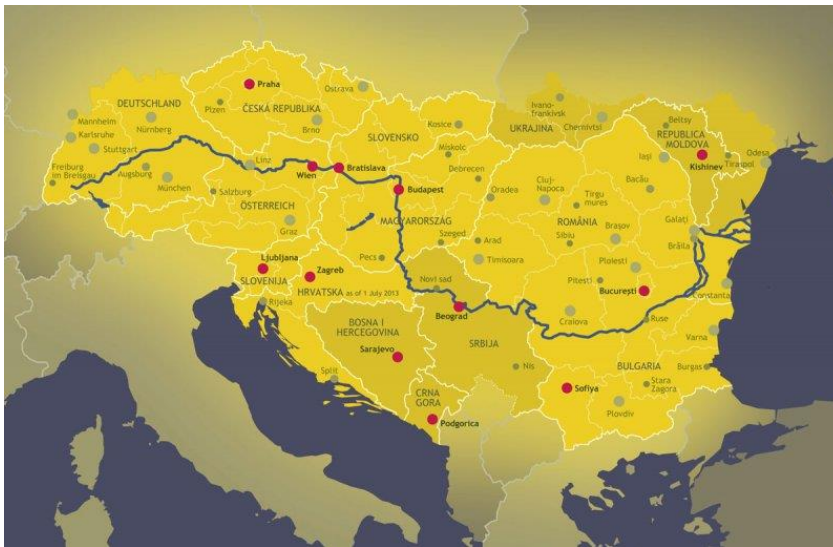 Praha
Ostrava
DEUTSCHLAND
Plzen
ČESKÁ REPUBLIKA
Mannheim
Nürnberg
Brno
Karlsruhe
Stuttgart
Ivano-
frankivsk
Beltsy
Kosice
Chernivtsi
UKRAJINA
REPUBLICA
MOLDOVA
SLOVENSKO
Miskolc
Odesa
Iași
Kishinev
Tiraspol
Freiburg
im Breisgau
Augsburg
München
Linz
Wien
Bratislava
Debrecen
Salzburg
Budapest
Oradea
Cluj-
Napoca
Tîrgu
mures
Bacău
ÖSTERREICH
Graz
MAGYARORSZÁG
ROMÂNIA
Szeged
Arad
Sibiu
Brașov
Galați
Brăila
Ljubljana
Pecs
Timisoara
SLOVENIJA
Zagreb
HRVATSKA as of 1 July 2013
Novi sad
Pitesti
Ploiesti
București
Constanta
Rijeka
Beograd
Craiova
Ruse
BOSNA I
HERCEGOVINA
Sarajevo
SRBIJA
Varna
Split
Nis
BULGARIA
Burgas
CRNA
GORA
Sofiya
Stara
Zagora
Plovdiv
Podgorica